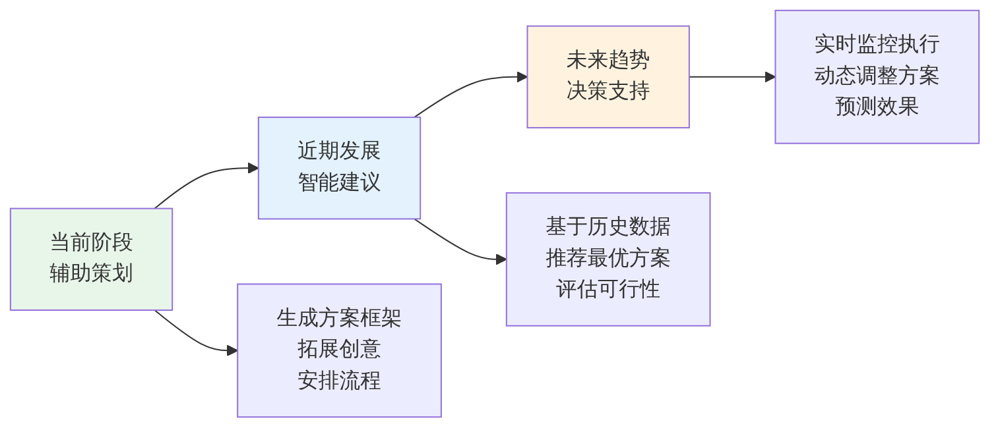 当前阶段
辅助策划
近期发展
智能建议
生成方案框架
拓展创意
安排流程
未来趋势
决策支持
基于历史数据
推荐最优方案
评估可行性
实时监控执行
动态调整方案
预测效果